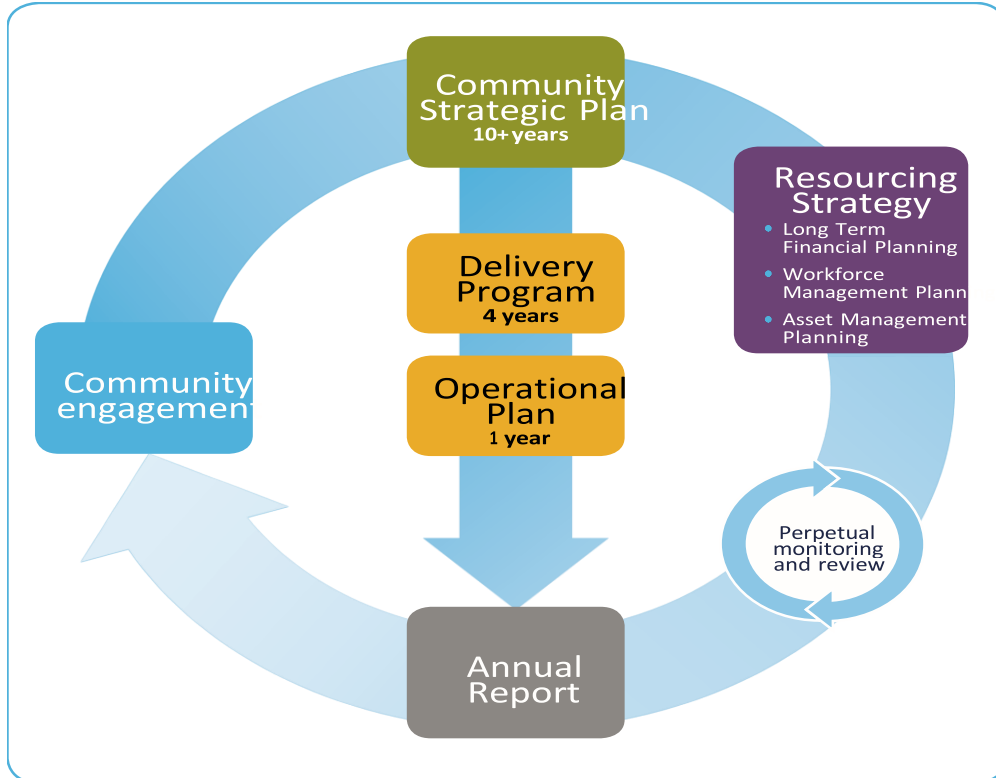 Community
Strategic Plan
10+ years
Resourcing
Strategy
• Long Term
Financial Planning
• Workforce
Management Plann
• Asset Management
Planning
Delivery
Program
4 years
Community
engagement
Operational
Plan
1 year
Perpetual
monitoring
and review
Annual
Report